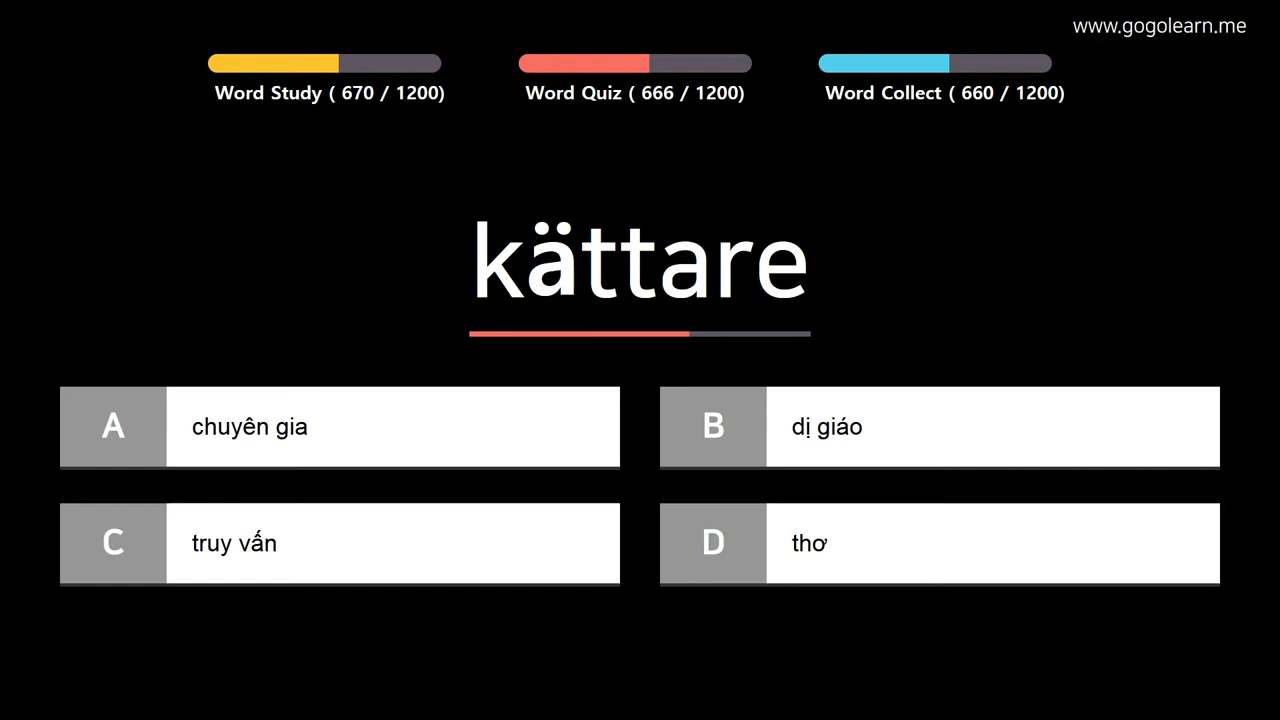 www.gogolearn.me
Word Study ( 670 / 1200)
Word Quiz ( 666 / 1200)
Word Collect ( 660 / 1200)
kättare
A chuyên gia
B dị giáo
C truy vấn
D thơ